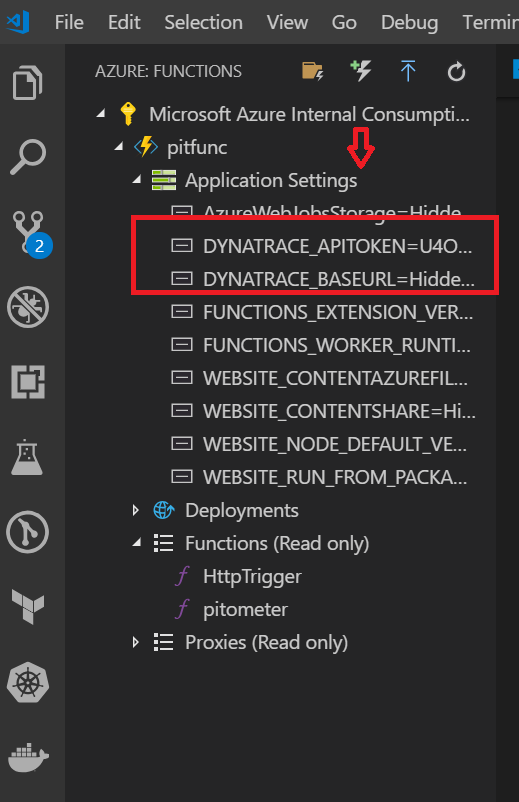 File Edit Selection View Go Debug Termin
AZURE: FUNCTIONS
Microsoft Azure Internal Consumpti...
pitfunc
Application Settings
AzureWebJobsStorage=Hidde...
DYNATRACE_APITOKEN=U4O...
DYNATRACE_BASEURL=Hidde...
FUNCTIONS_EXTENSION_VER...
FUNCTIONS_WORKER_RUNTI...
WEBSITE_CONTENTAZUREFIL...
WEBSITE_CONTENTSHARE=Hi...
WEBSITE_NODE_DEFAULT_VE...
WEBSITE_RUN_FROM_PACKA...
2
Deployments
Functions (Read only)
HttpTrigger
pitometer
Proxies (Read only)